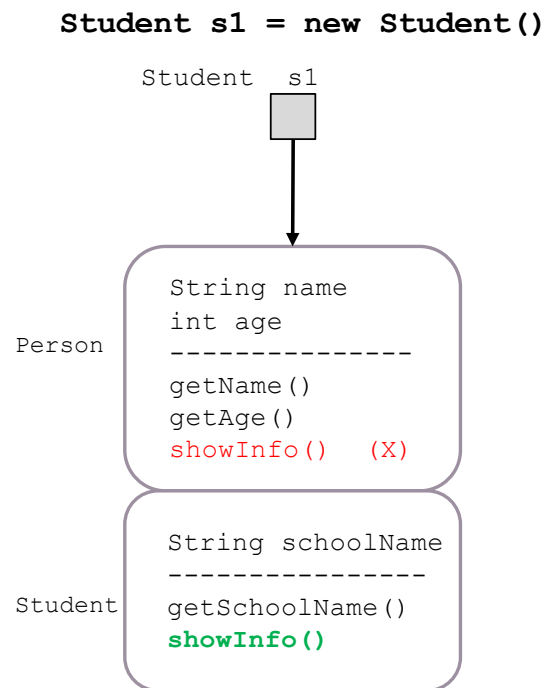 Student s1 = new Student()
Student s1
String name
int age
Person
---------------
getName()
getAge()
showInfo() (X)
String schoolName
----------------
Student
getSchoolName()
showInfo()